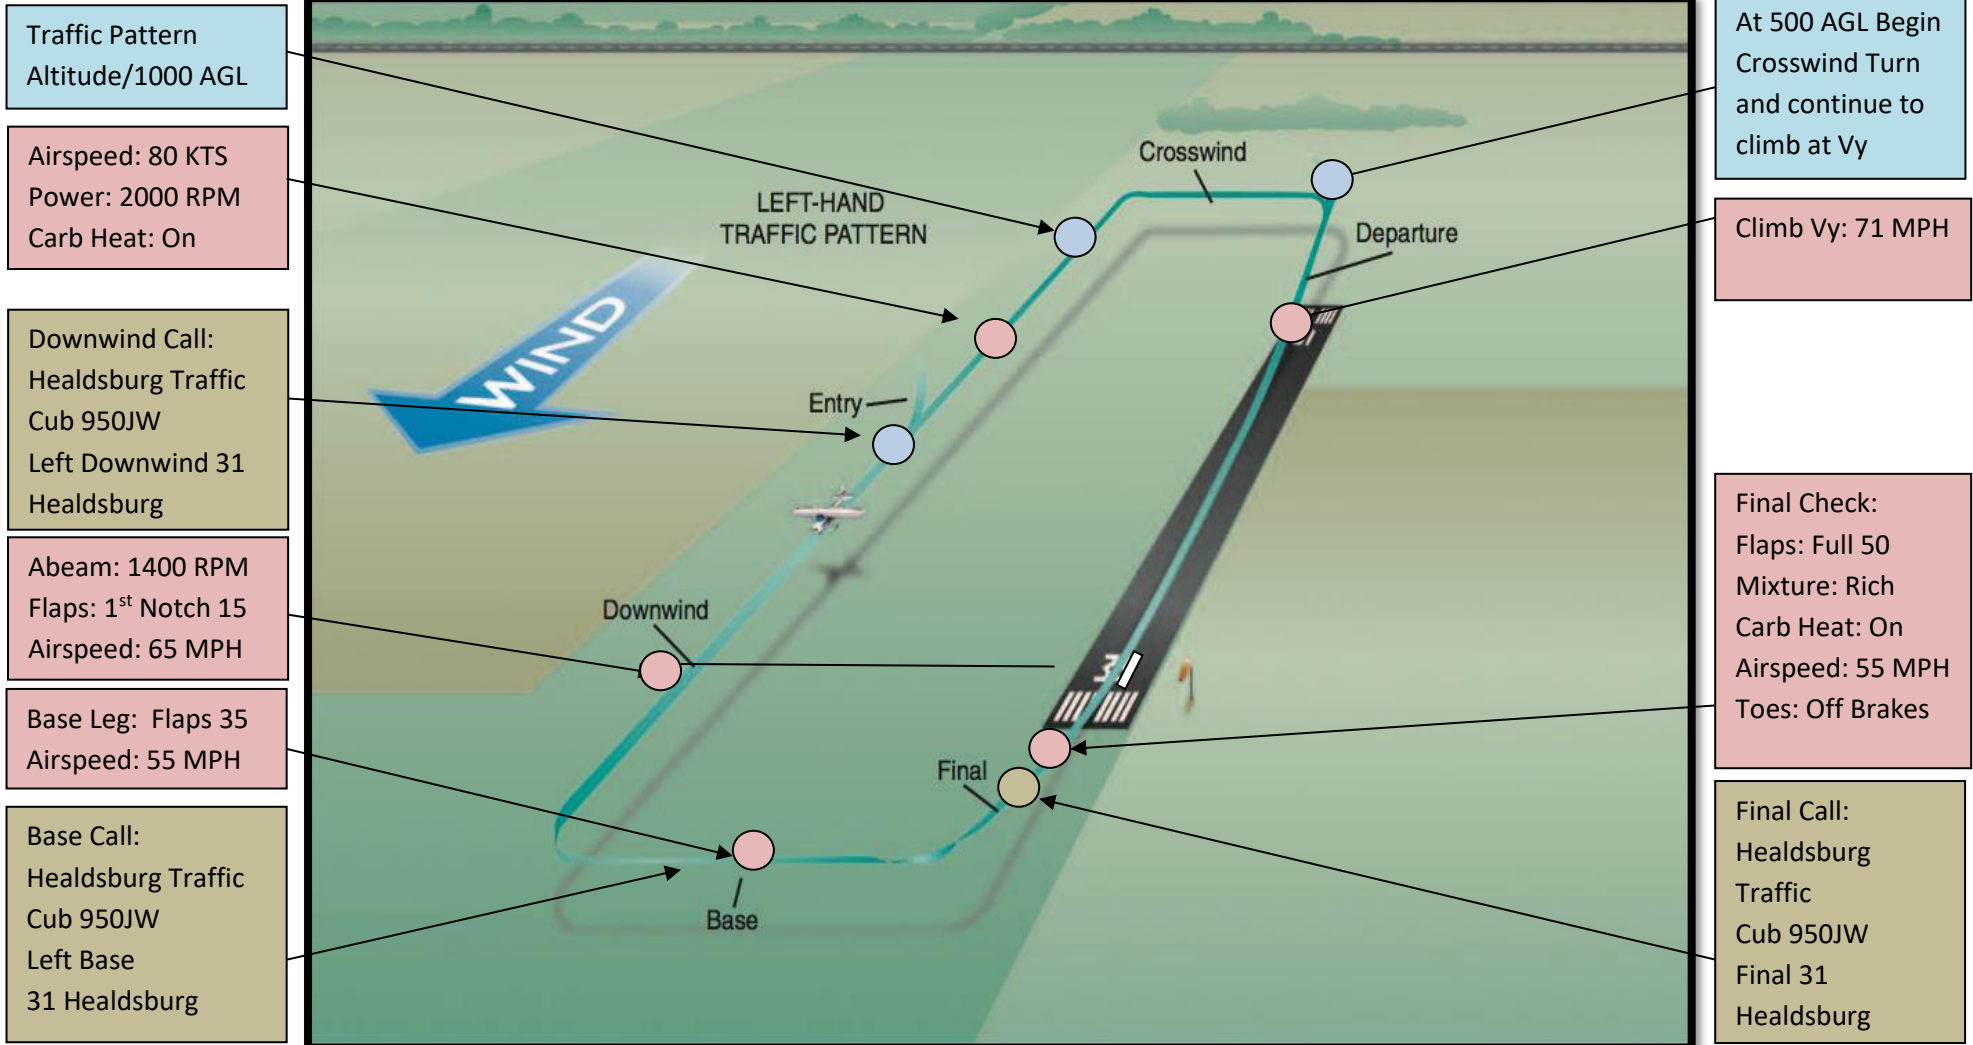 Traffic Pattern
Altitude/1000 AGL
Airspeed: 80 KTS
Power: 2000 RPM
Carb Heat: On
Downwind Call:
Healdsburg Traffic
Cub 950JW
Left Downwind 31
Healdsburg
Abeam: 1400 RPM
Flaps: 1st Notch 15
Airspeed: 65 MPH
Base Leg: Flaps 35
Airspeed: 55 MPH
Base Call:
Healdsburg Traffic
Cub 950JW
Left Base
31 Healdsburg
LEFT-HAND
TRAFFIC PATTERN
WIND
Crosswind
Departure
Entry
Downwind
Final
Base
At 500 AGL Begin
Crosswind Turn
and continue to
climb at Vy
Climb Vy: 71 MPH
Final Check:
Flaps: Full 50
Mixture: Rich
Carb Heat: On
Airspeed: 55 MPH
Toes: Off Brakes
Final Call:
Healdsburg
Traffic
Cub 950JW
Final 31
Healdsburg